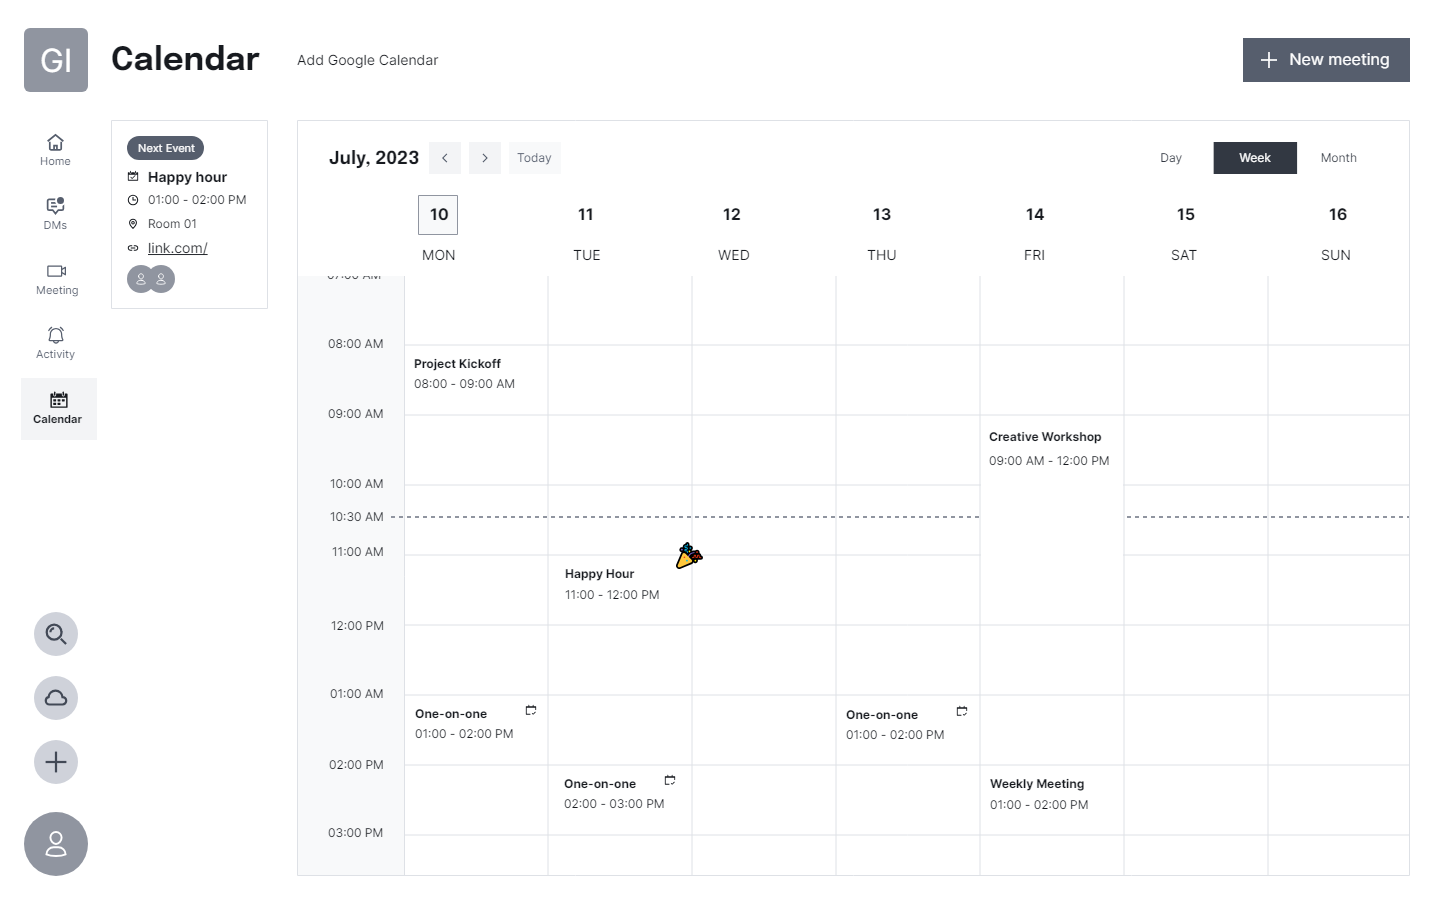 GI
Calendar
Add Google Calendar
New meeting
Home
DMs
Meeting
Activity
Calendar
Next Event
Happy hour
01:00 - 02:00 PM
Room 01
link.com/
July, 2023
Today
Day
Week
Month
10
11
12
13
14
15
16
MON
TUE
WED
THU
FRI
SAT
SUN
07:00 AM
08:00 AM
Project Kickoff
08:00 - 09:00 AM
09:00 AM
Creative Workshop
09:00 AM - 12:00 PM
10:00 AM
10:30 AM
11:00 AM
Happy Hour
11:00 - 12:00 PM
12:00 PM
01:00 AM
One-on-one
01:00 - 02:00 PM
One-on-one
01:00 - 02:00 PM
02:00 PM
One-on-one
02:00 - 03:00 PM
Weekly Meeting
01:00 - 02:00 PM
03:00 PM